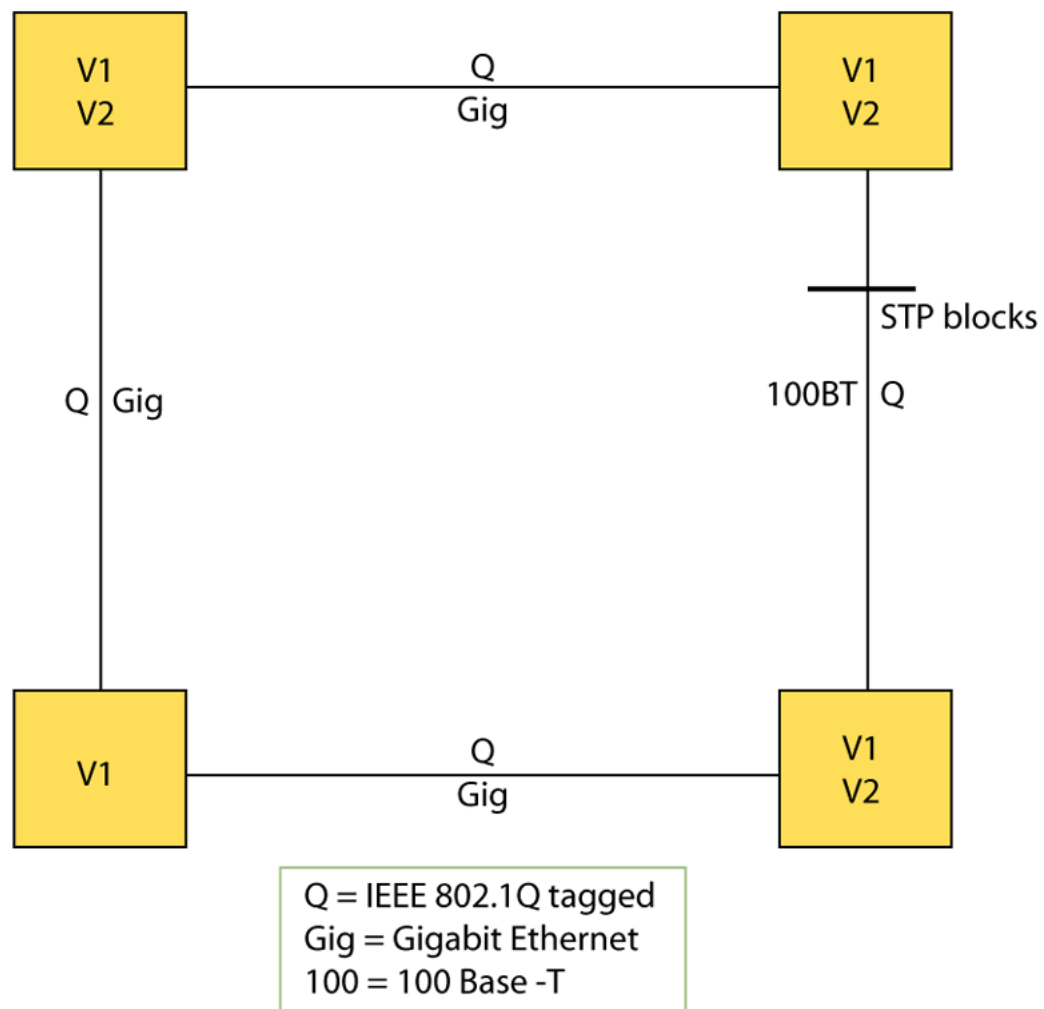 V1
V2
Q
Gig
V1
V2
STP blocks
Q
Gig
100BT
Q
V1
Q
Gig
V1
V2
Q = IEEE 802.1Q tagged
Gig = Gigabit Ethernet
100 = 100 Base -T